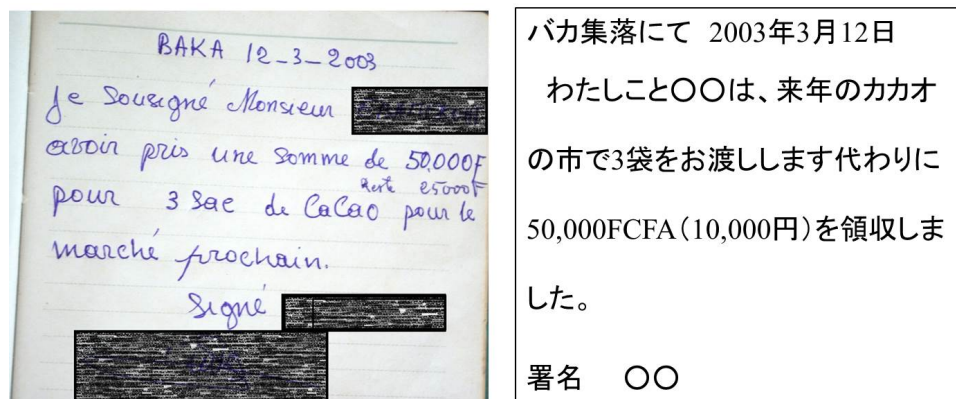 BAKA 12-3-2003
Je Sousigné Monsieur
avoir pris une somme de 50.000F
reste 25000F
pour 3 Sac de CaCao pour le
marché prochain.
Signé
バカ集落にて 2003年3月12日
わたしこと〇〇は、来年のカカオ
の市で3袋をお渡しします代わりに
50,000FCFA(10,000円)を領収しま
した。
署名 〇〇